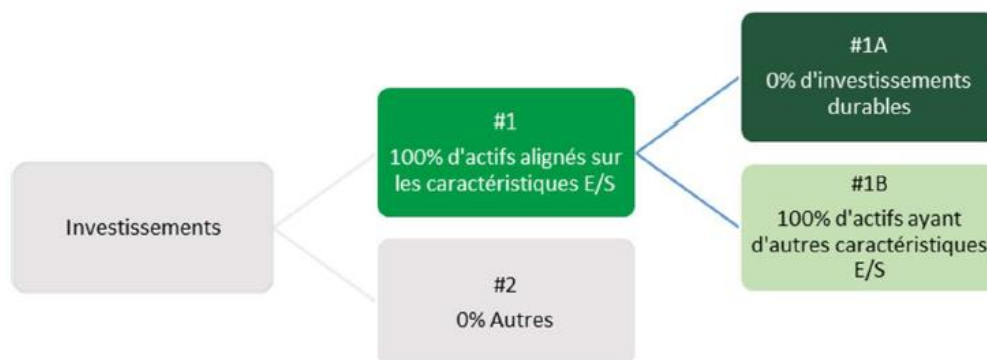 Investissements
#1
100% d'actifs alignés sur
les caractéristiques E/S
#2
0% Autres
#1A
0% d'investissements
durables
#1B
100% d'actifs ayant
d'autres caractéristiques
E/S